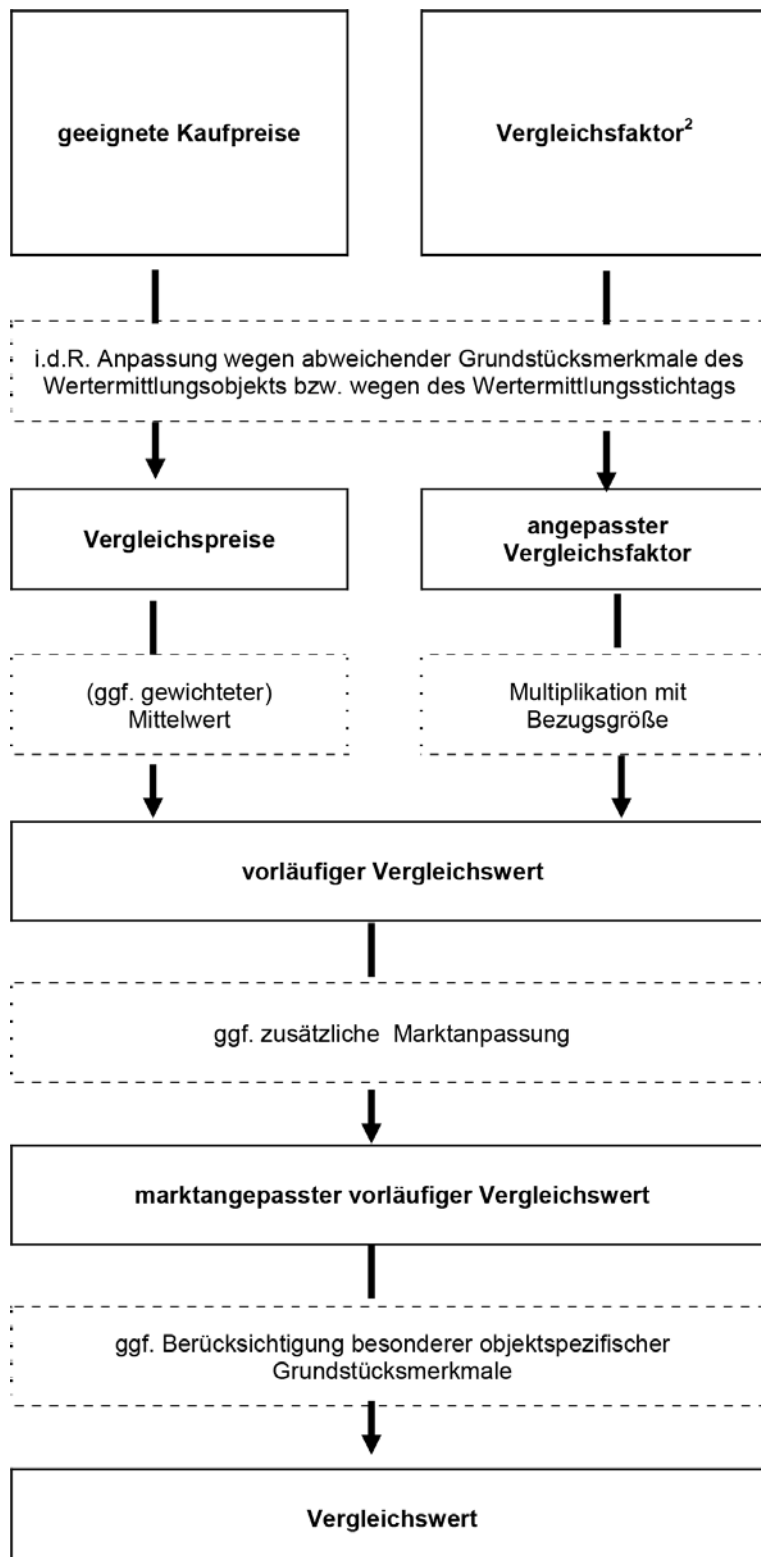 geeignete Kaufpreise
Vergleichsfaktor²
i.d.R. Anpassung wegen abweichender Grundstücksmerkmale des
Wertermittlungsobjekts bzw. wegen des Wertermittlungsstichtags
Vergleichspreise
angepasster
Vergleichsfaktor
(ggf. gewichteter)
Mittelwert
Multiplikation mit
Bezugsgröße
vorläufiger Vergleichswert
ggf. zusätzliche Marktanpassung
marktangepasster vorläufiger Vergleichswert
ggf. Berücksichtigung besonderer objektspezifischer
Grundstücksmerkmale
Vergleichswert